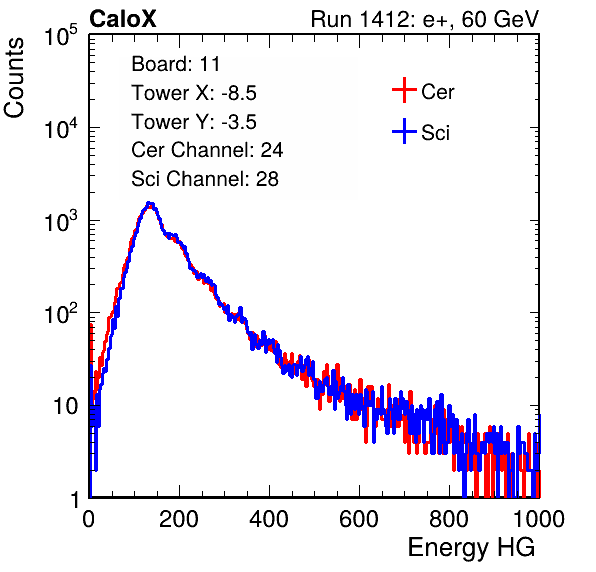 CaloX Run 1412: e+, 60 GeV
Counts
10^5
10^4
10^3
10^2
10
1
Board: 11
Tower X: -8.5
Tower Y: -3.5
Cer Channel: 24
Sci Channel: 28
Cer
Sci
0 200 400 600 800 1000
Energy HG